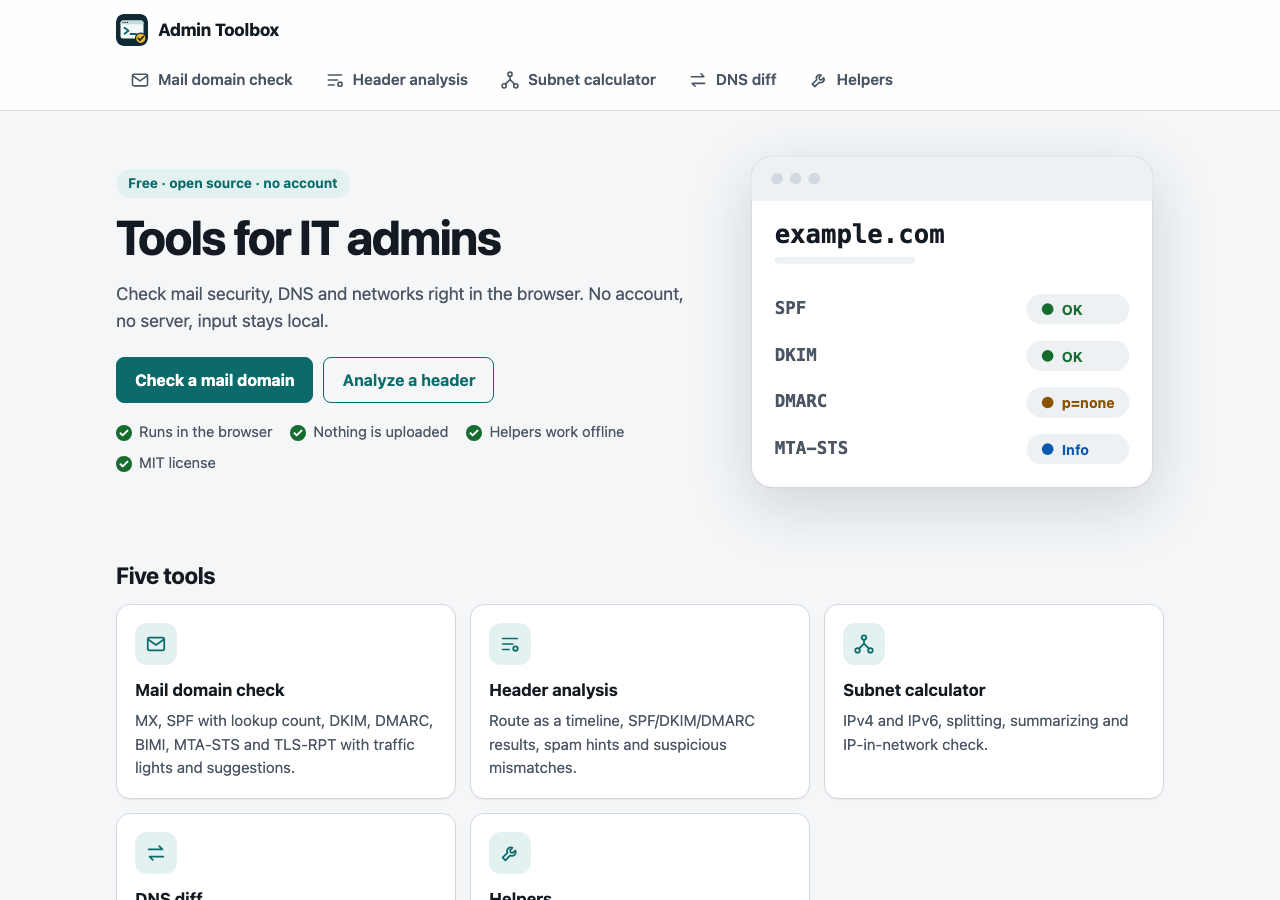 Admin Toolbox
Mail domain check
Header analysis
Subnet calculator
DNS diff
Helpers
Free · open source · no account
Tools for IT admins
Check mail security, DNS and networks right in the browser. No account,
no server, input stays local.
Check a mail domain
Analyze a header
Runs in the browser
Nothing is uploaded
Helpers work offline
MIT license
example.com
SPF
OK
DKIM
OK
DMARC
p=none
MTA-STS
Info
Five tools
Mail domain check
MX, SPF with lookup count, DKIM, DMARC,
BIMI, MTA-STS and TLS-RPT with traffic
lights and suggestions.
Header analysis
Route as a timeline, SPF/DKIM/DMARC
results, spam hints and suspicious
mismatches.
Subnet calculator
IPv4 and IPv6, splitting, summarizing and
IP-in-network check.
DNS diff
Helpers